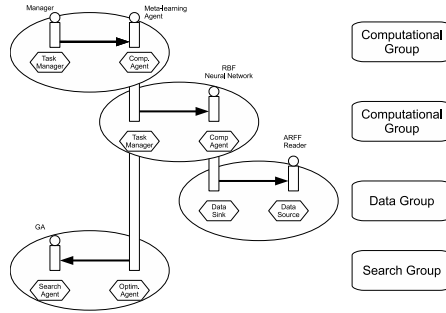 Manager
Meta-learning
Agent
Task
Manager
Comp.
Agent
Computational
Group
RBF
Neural Network
Task
Manager
Comp
Agent
Computational
Group
ARFF
Reader
Data
Sink
Data
Source
Data Group
GA
Search
Agent
Optim.
Agent
Search Group